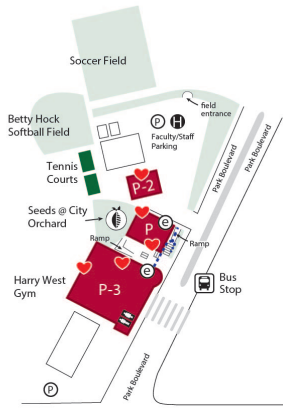 Soccer Field
field
entrance
P H
Betty Hock
Softball Field
Faculty/Staff
Parking
Park Boulevard
Park Boulevard
Tennis
Courts
P-2
Seeds @ City
Orchard
P
e
Ramp
Ramp
e
Harry West
Gym
P-3
Bus
Stop
Park Boulevard
P